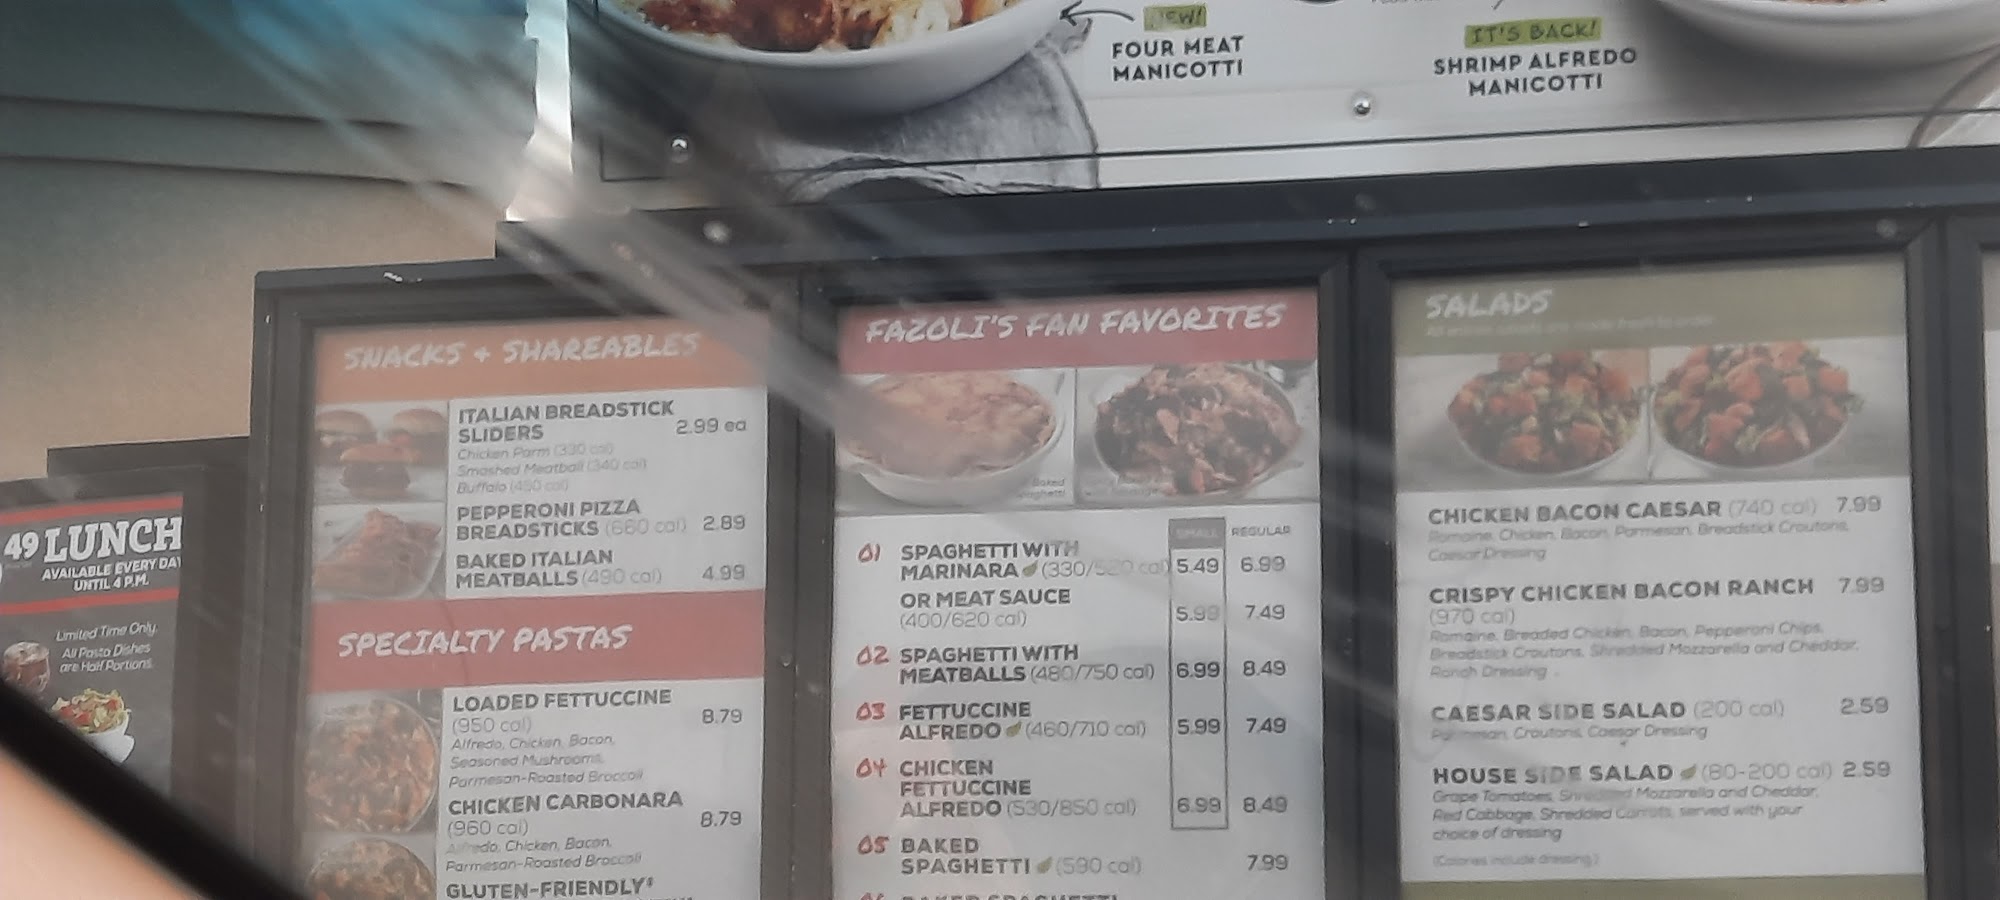 NEW!
FOUR MEAT
MANICOTTI
IT'S BACK!
SHRIMP ALFREDO
MANICOTTI
49 LUNCH
AVAILABLE EVERY DAY
UNTIL 4 P.M.
Limited Time Only.
All Pasta Dishes
are Half Portions.
SNACKS + SHAREABLES
ITALIAN BREADSTICK
SLIDERS 2.99 ea
Chicken Parm (330 cal)
Smashed Meatball (340 cal)
Buffalo (450 cal)
PEPPERONI PIZZA
BREADSTICKS (660 cal) 2.89
BAKED ITALIAN
MEATBALLS (490 cal) 4.99
SPECIALTY PASTAS
LOADED FETTUCCINE
(950 cal) 8.79
Alfredo, Chicken, Bacon,
Seasoned Mushrooms,
Parmesan-Roasted Broccoli
CHICKEN CARBONARA
(960 cal) 8.79
Alfredo, Chicken, Bacon,
Parmesan-Roasted Broccoli
GLUTEN-FRIENDLY
FAZOLI'S FAN FAVORITES
Baked
Spaghetti
SMALL REGULAR
01 SPAGHETTI WITH
MARINARA (330/520 cal) 5.49 6.99
OR MEAT SAUCE
(400/620 cal) 5.99 7.49
02 SPAGHETTI WITH
MEATBALLS (480/750 cal) 6.99 8.49
03 FETTUCCINE
ALFREDO (460/710 cal) 5.99 7.49
04 CHICKEN
FETTUCCINE
ALFREDO (530/850 cal) 6.99 8.49
05 BAKED
SPAGHETTI (590 cal) 7.99
06 BAKED SPAGHETTI
SALADS
CHICKEN BACON CAESAR (740 cal) 7.99
Romaine, Chicken, Bacon, Parmesan, Breadstick Croutons,
Caesar Dressing
CRISPY CHICKEN BACON RANCH 7.99
(970 cal)
Romaine, Breaded Chicken, Bacon, Pepperoni Chips,
Breadstick Croutons, Shredded Mozzarella and Cheddar,
Ranch Dressing
CAESAR SIDE SALAD (200 cal) 2.59
Parmesan, Croutons, Caesar Dressing
HOUSE SIDE SALAD (80-200 cal) 2.59
Grape Tomatoes, Shredded Mozzarella and Cheddar,
Red Cabbage, Shredded Carrots, served with your
choice of dressing
(Calories include dressing)